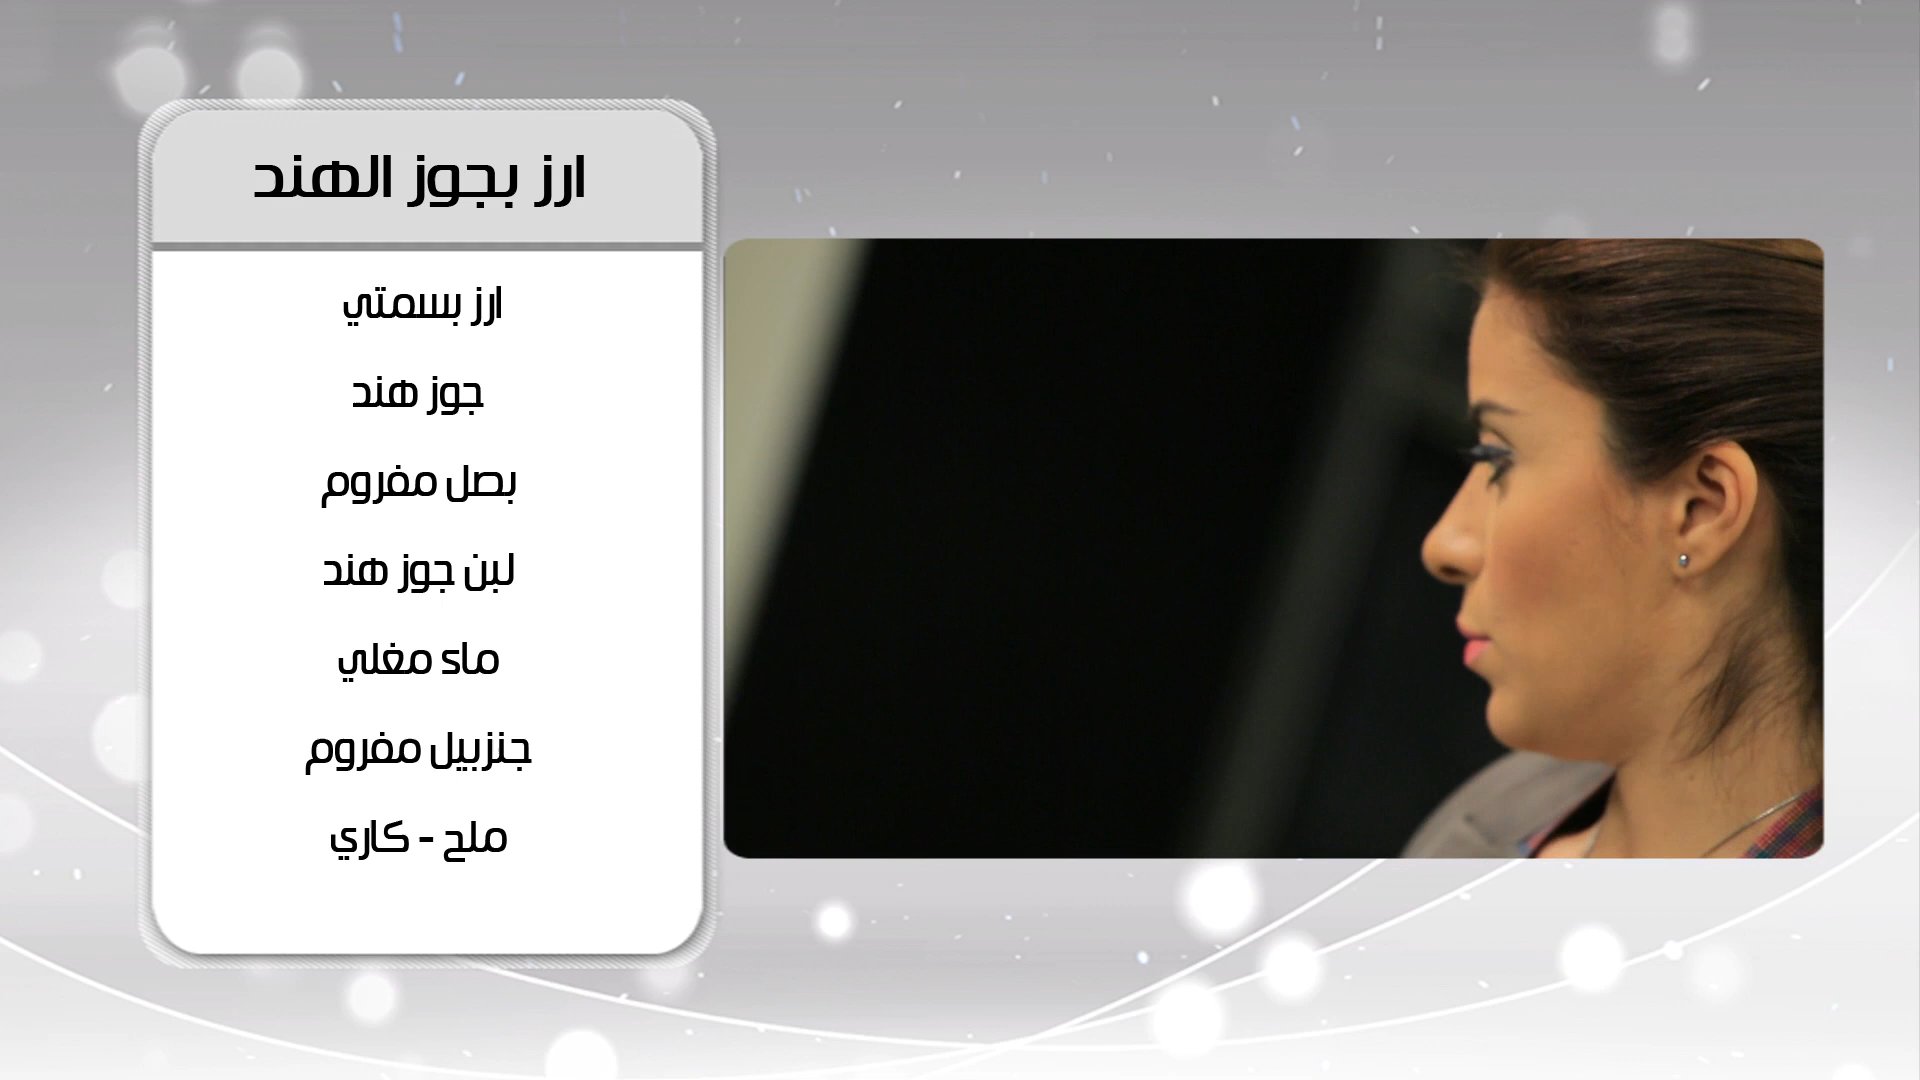 ارز بجوز الهند
ارز بسمتي
جوز هند
بصل مفروم
لبن جوز هند
ماء مغلي
جنزبيل مفروم
ملح - كاري